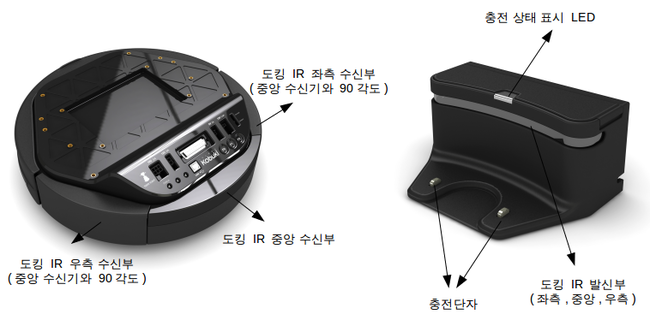 충전 상태 표시 LED
도킹 IR 좌측 수신부
( 중앙 수신기와 90 각도 )
Kobuki
도킹 IR 중앙 수신부
도킹 IR 우측 수신부
( 중앙 수신기와 90 각도 )
도킹 IR 발신부
( 좌측 , 중앙 , 우측 )
충전단자